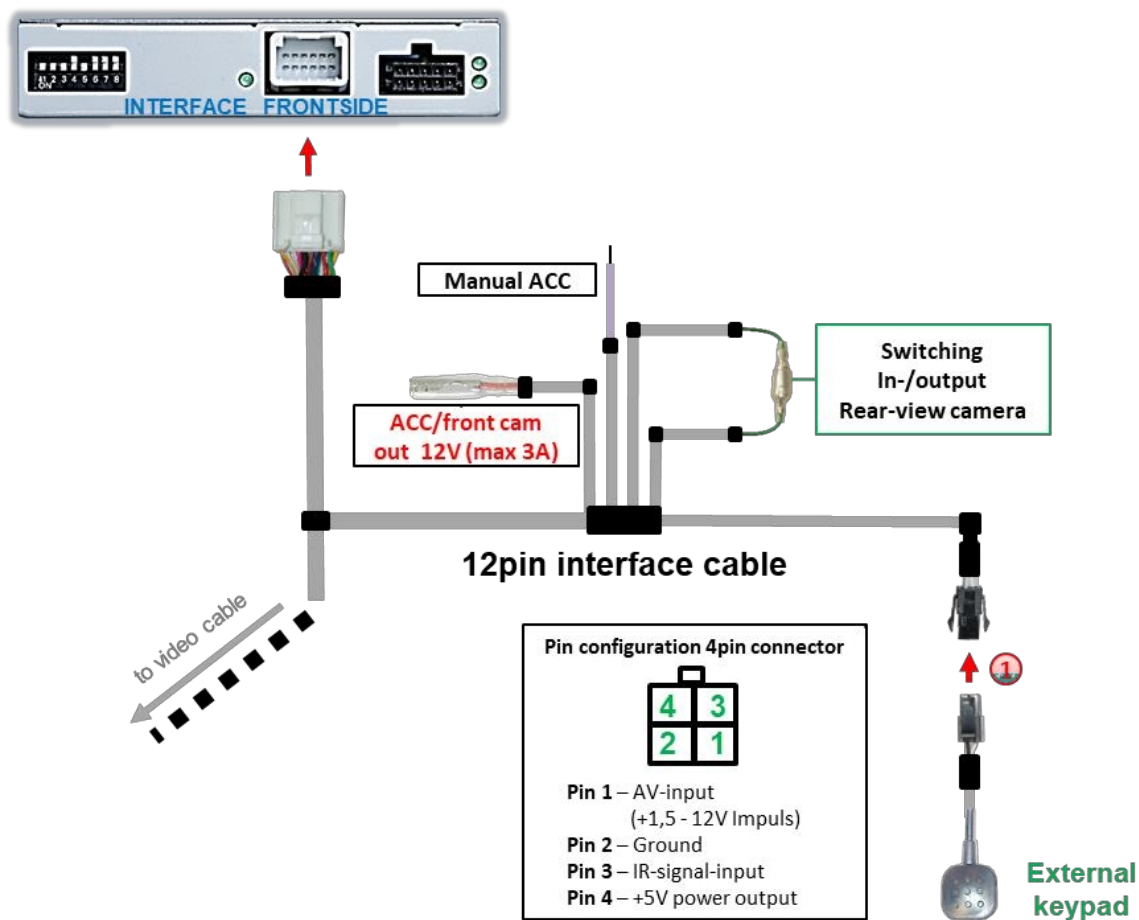 1 2 3 4 5 6 7 8
ON
INTERFACE FRONTSIDE
Manual ACC
Switching
In-/output
Rear-view camera
ACC/front cam
out 12V (max 3A)
12pin interface cable
to video cable
Pin configuration 4pin connector
4 3
2 1
Pin 1 – AV-input
(+1,5 - 12V Impuls)
Pin 2 – Ground
Pin 3 – IR-signal-input
Pin 4 – +5V power output
1
External
keypad